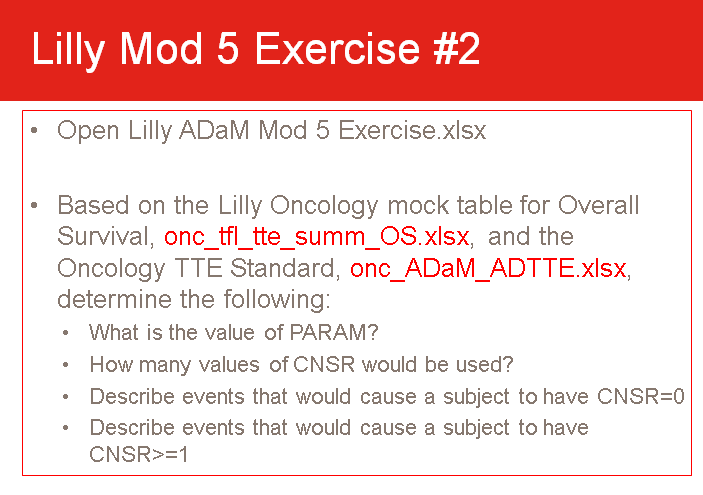 Lilly Mod 5 Exercise #2
• Open Lilly ADaM Mod 5 Exercise.xlsx
• Based on the Lilly Oncology mock table for Overall
Survival, onc_tfl_tte_summ_OS.xlsx, and the
Oncology TTE Standard, onc_ADaM_ADTTE.xlsx,
determine the following:
• What is the value of PARAM?
• How many values of CNSR would be used?
• Describe events that would cause a subject to have CNSR=0
• Describe events that would cause a subject to have
CNSR>=1